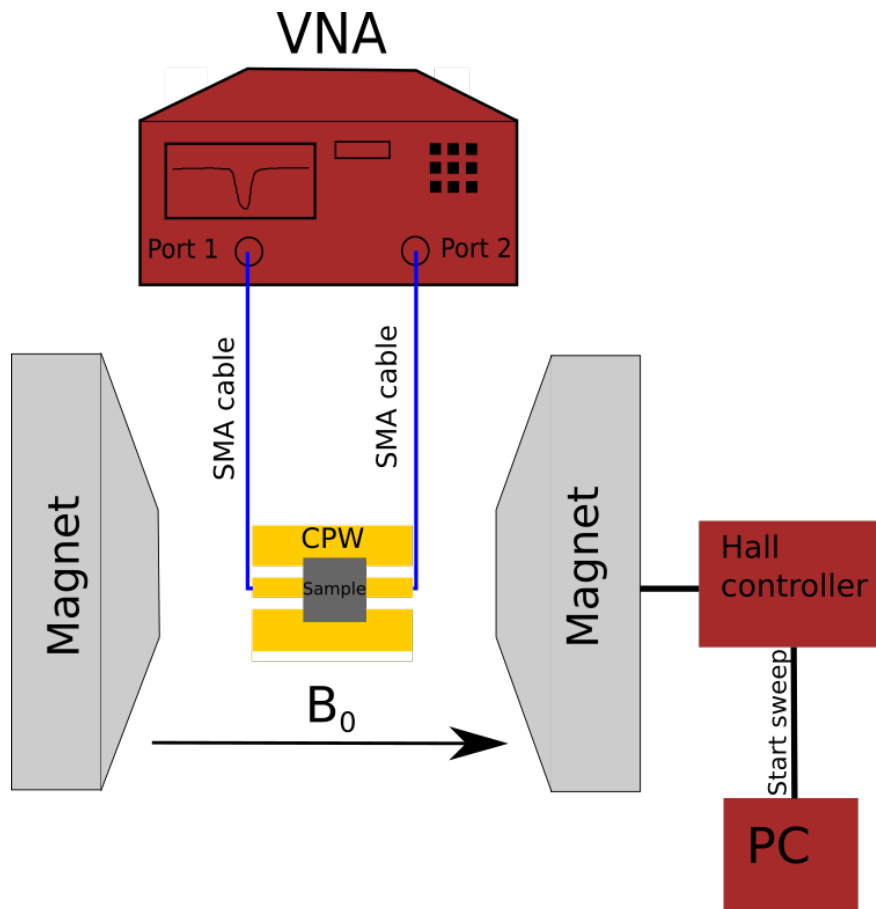 VNA
Port 1
Port 2
SMA cable
SMA cable
Magnet
CPW
Sample
Magnet
Hall
controller
B₀
Start sweep
PC